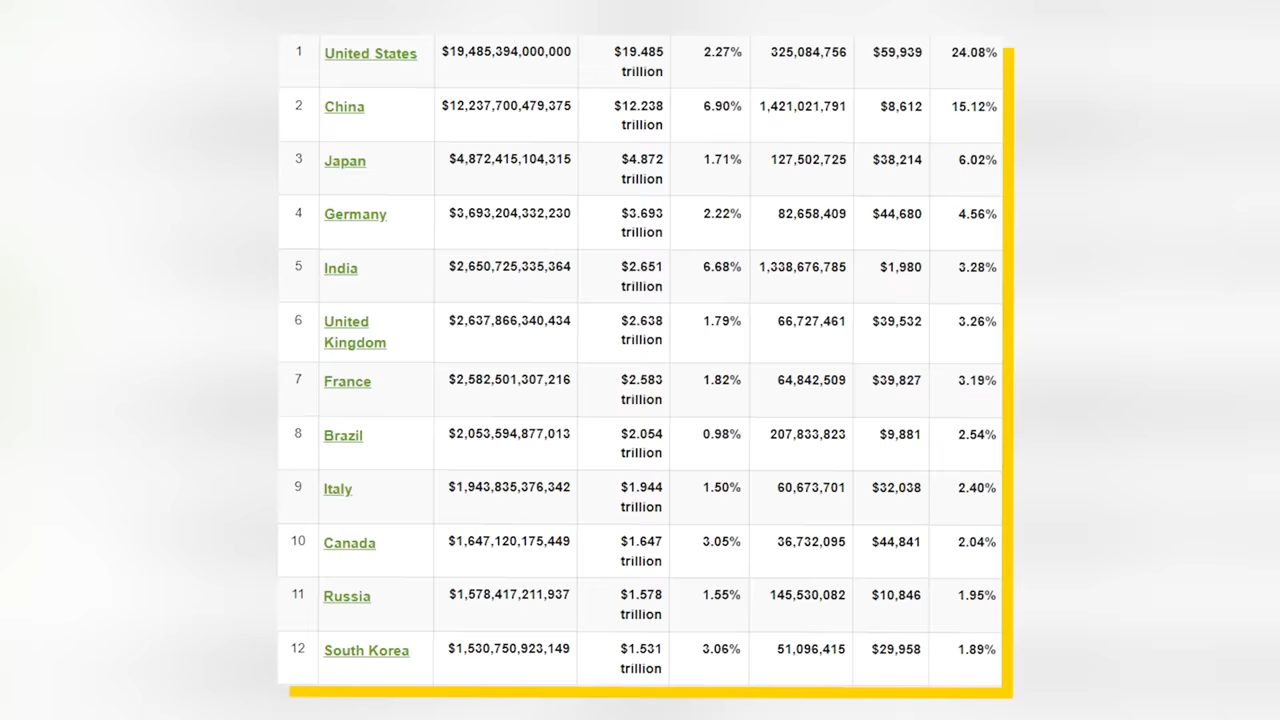 1 United States $19,485,394,000,000 $19.485 trillion 2.27% 325,084,756 $59,939 24.08%
2 China $12,237,700,479,375 $12.238 trillion 6.90% 1,421,021,791 $8,612 15.12%
3 Japan $4,872,415,104,315 $4.872 trillion 1.71% 127,502,725 $38,214 6.02%
4 Germany $3,693,204,332,230 $3.693 trillion 2.22% 82,658,409 $44,680 4.56%
5 India $2,650,725,335,364 $2.651 trillion 6.68% 1,338,676,785 $1,980 3.28%
6 United Kingdom $2,637,866,340,434 $2.638 trillion 1.79% 66,727,461 $39,532 3.26%
7 France $2,582,501,307,216 $2.583 trillion 1.82% 64,842,509 $39,827 3.19%
8 Brazil $2,053,594,877,013 $2.054 trillion 0.98% 207,833,823 $9,881 2.54%
9 Italy $1,943,835,376,342 $1.944 trillion 1.50% 60,673,701 $32,038 2.40%
10 Canada $1,647,120,175,449 $1.647 trillion 3.05% 36,732,095 $44,841 2.04%
11 Russia $1,578,417,211,937 $1.578 trillion 1.55% 145,530,082 $10,846 1.95%
12 South Korea $1,530,750,923,149 $1.531 trillion 3.06% 51,096,415 $29,958 1.89%